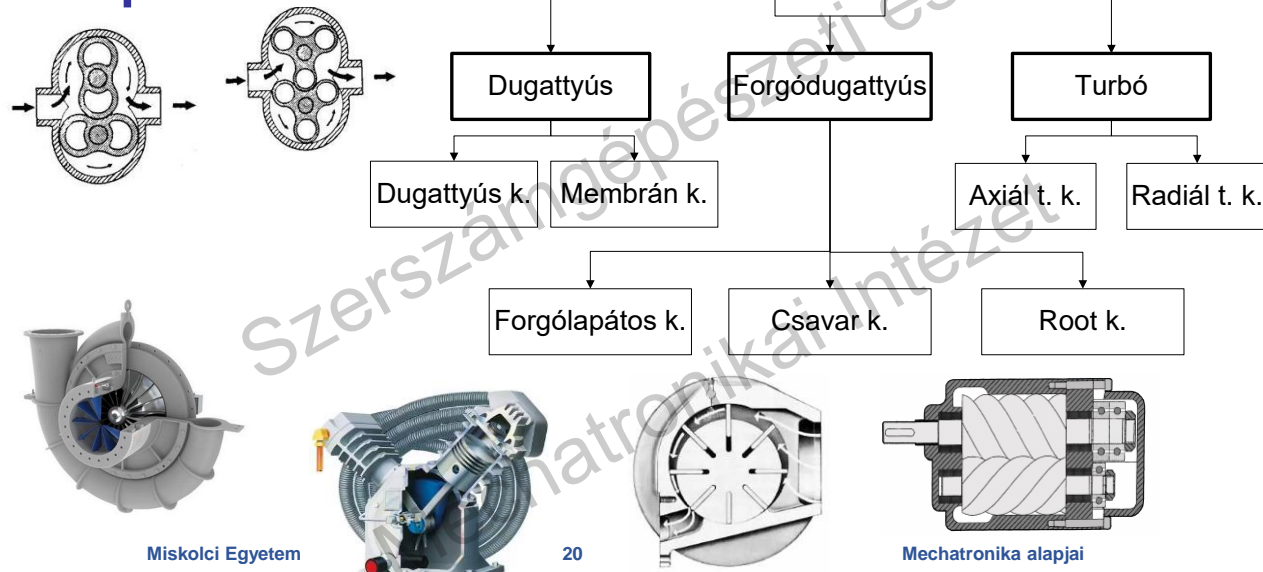 Dugattyús
Forgódugattyús
Turbó
Dugattyús k.
Membrán k.
Axiál t. k.
Radiál t. k.
Forgólapátos k.
Csavar k.
Root k.
Szerszámgépészeti és
Mechatronikai Intézet
Miskolci Egyetem
20
Mechatronika alapjai